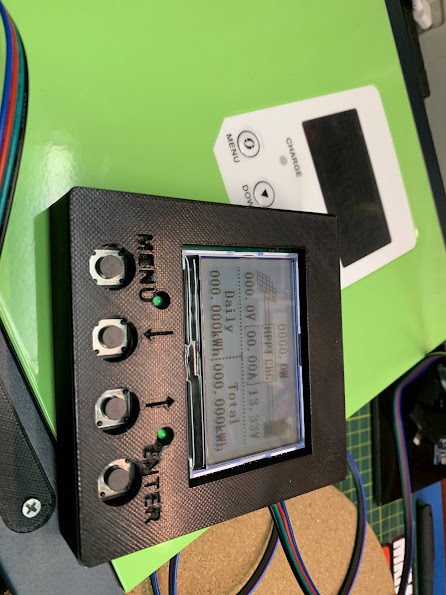 0000.0W
MPPT CHG
000.0V[00.00A] 13.33V
Daily Total
000.000kWh 000.000kWh
MENU ↓ ↑ ENTER
CHARGE
MENU